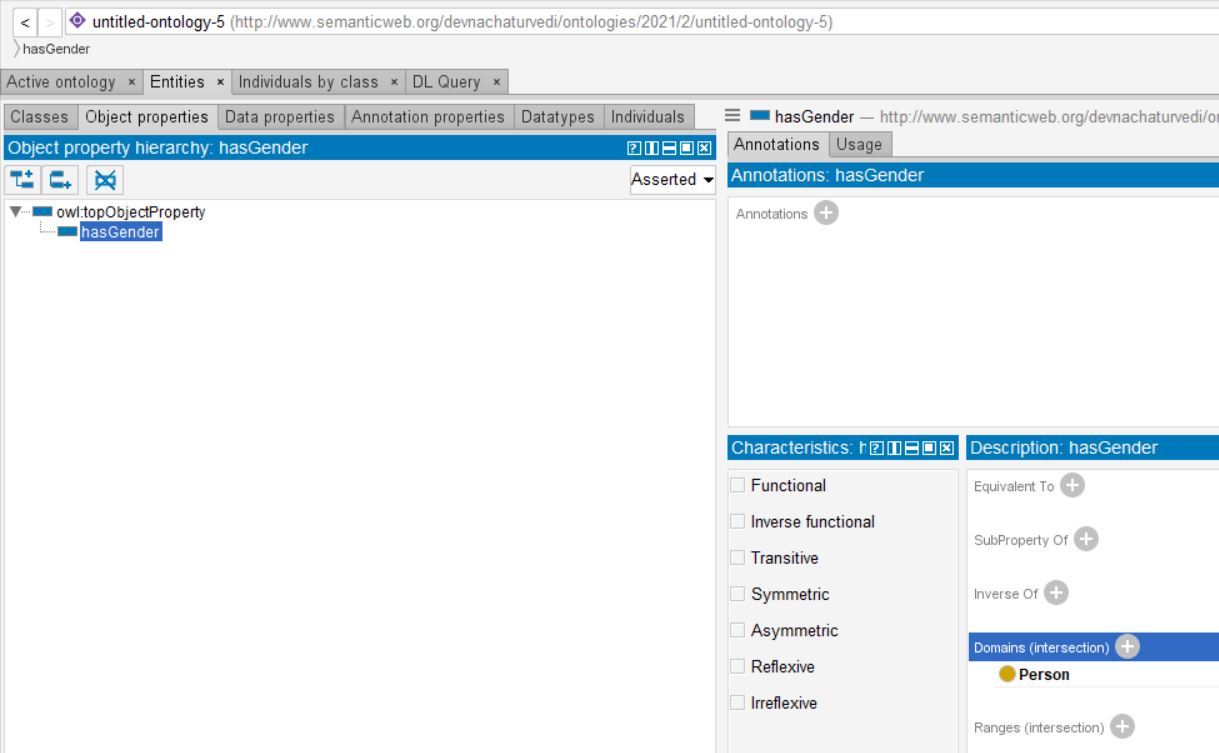 < > untitled-ontology-5 (http://www.semanticweb.org/devnachaturvedi/ontologies/2021/2/untitled-ontology-5)
hasGender
Active ontology × Entities × Individuals by class × DL Query ×
Classes Object properties Data properties Annotation properties Datatypes Individuals
Object property hierarchy: hasGender
Asserted
owl:topObjectProperty
hasGender
hasGender — http://www.semanticweb.org/devnachaturvedi/o
Annotations Usage
Annotations: hasGender
Annotations
Characteristics: h
Functional
Inverse functional
Transitive
Symmetric
Asymmetric
Reflexive
Irreflexive
Description: hasGender
Equivalent To
SubProperty Of
Inverse Of
Domains (intersection)
Person
Ranges (intersection)